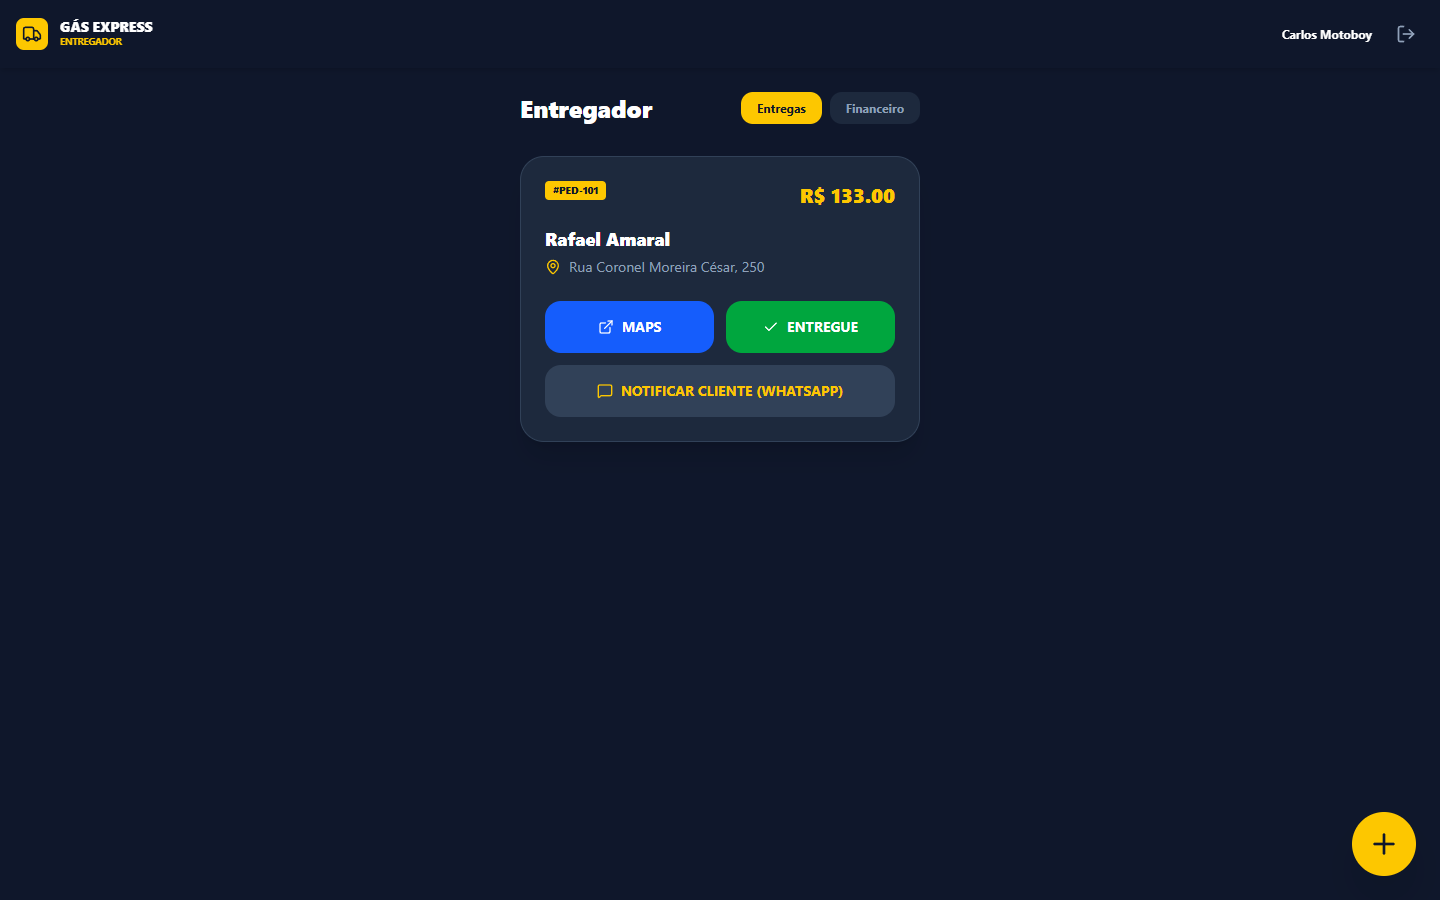 GÁS EXPRESS
ENTREGADOR
Carlos Motoboy
Entregador
Entregas
Financeiro
#PED-101
R$ 133.00
Rafael Amaral
Rua Coronel Moreira César, 250
MAPS
ENTREGUE
NOTIFICAR CLIENTE (WHATSAPP)